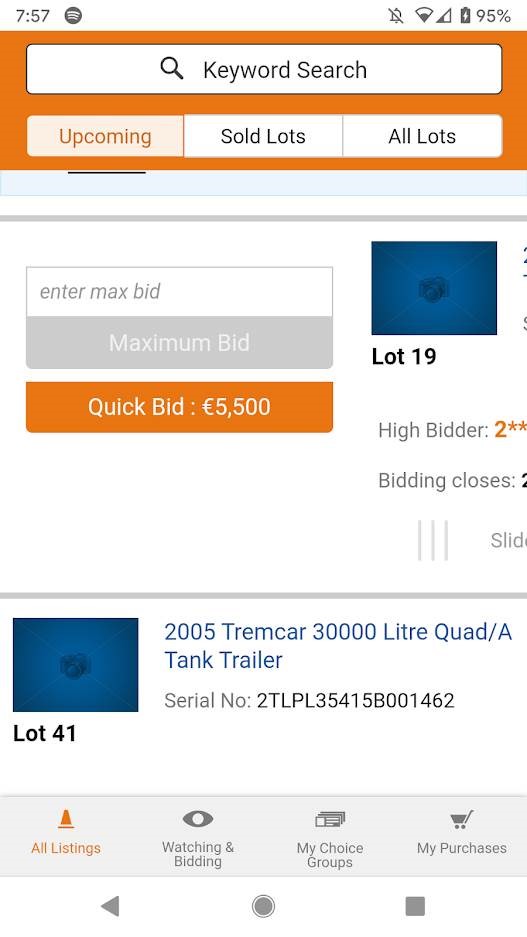 7:57
95%
Keyword Search
Upcoming
Sold Lots
All Lots
enter max bid
Maximum Bid
Quick Bid : €5,500
Lot 19
High Bidder: 2**
Bidding closes:
2005 Tremcar 30000 Litre Quad/A
Tank Trailer
Serial No: 2TLPL35415B001462
Lot 41
All Listings
Watching &
Bidding
My Choice
Groups
My Purchases